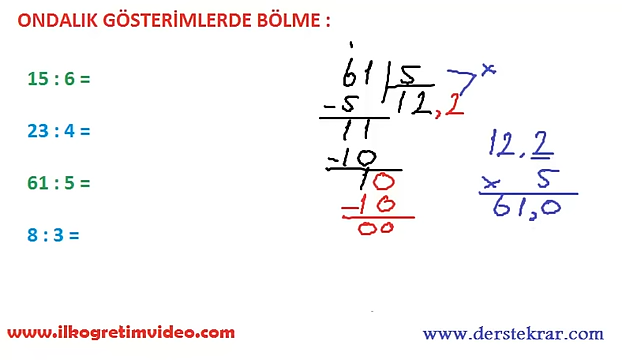 ONDALIK GÖSTERİMLERDE BÖLME :
15 : 6 =
23 : 4 =
61 : 5 =
8 : 3 =
61 5
12,2
-5
11
-10
10
-10
00
x
12.2
x 5
61,0
www.ilkogretimvideo.com
www.derstekrar.com